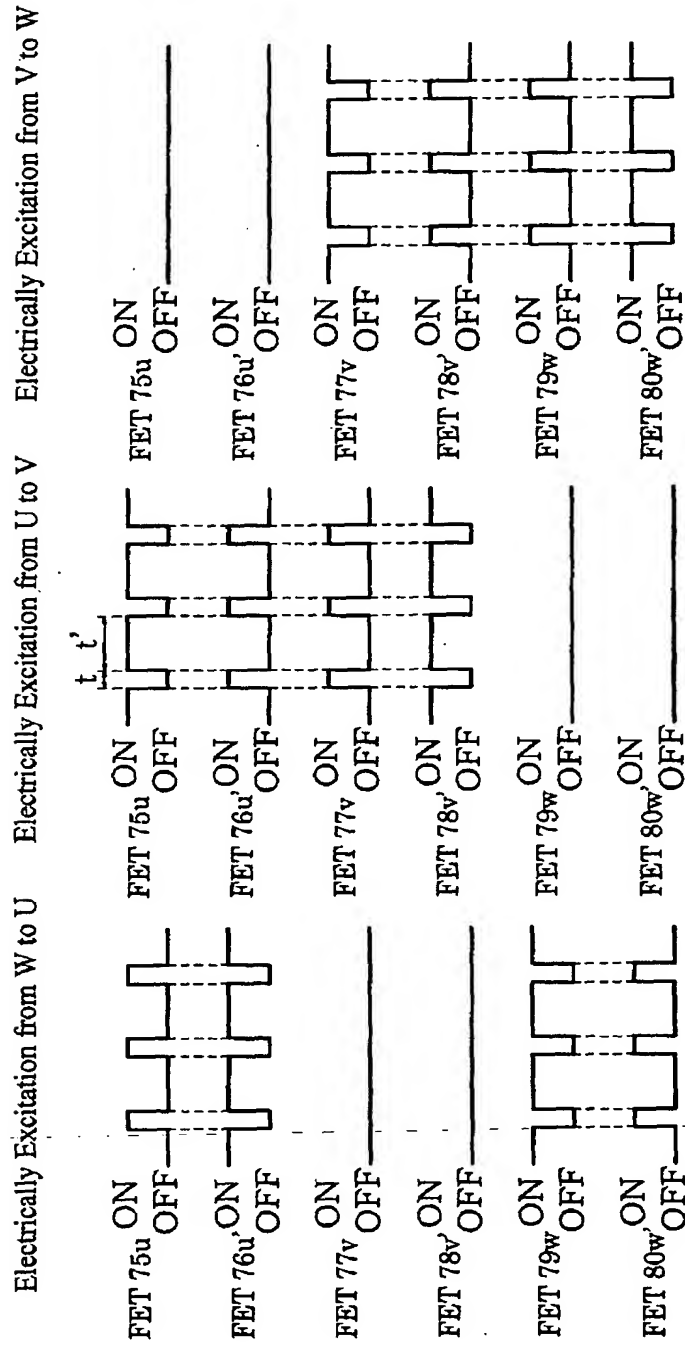 Electrically Excitation from W to U
FET 75u ON
OFF
FET 76u' ON
OFF
FET 77v ON
OFF
FET 78v' ON
OFF
FET 79w ON
OFF
FET 80w' ON
OFF
Electrically Excitation from U to V
t t'
FET 75u ON
OFF
FET 76u' ON
OFF
FET 77v ON
OFF
FET 78v' ON
OFF
FET 79w ON
OFF
FET 80w' ON
OFF
Electrically Excitation from V to W
FET 75u ON
OFF
FET 76u' ON
OFF
FET 77v ON
OFF
FET 78v' ON
OFF
FET 79w ON
OFF
FET 80w' ON
OFF